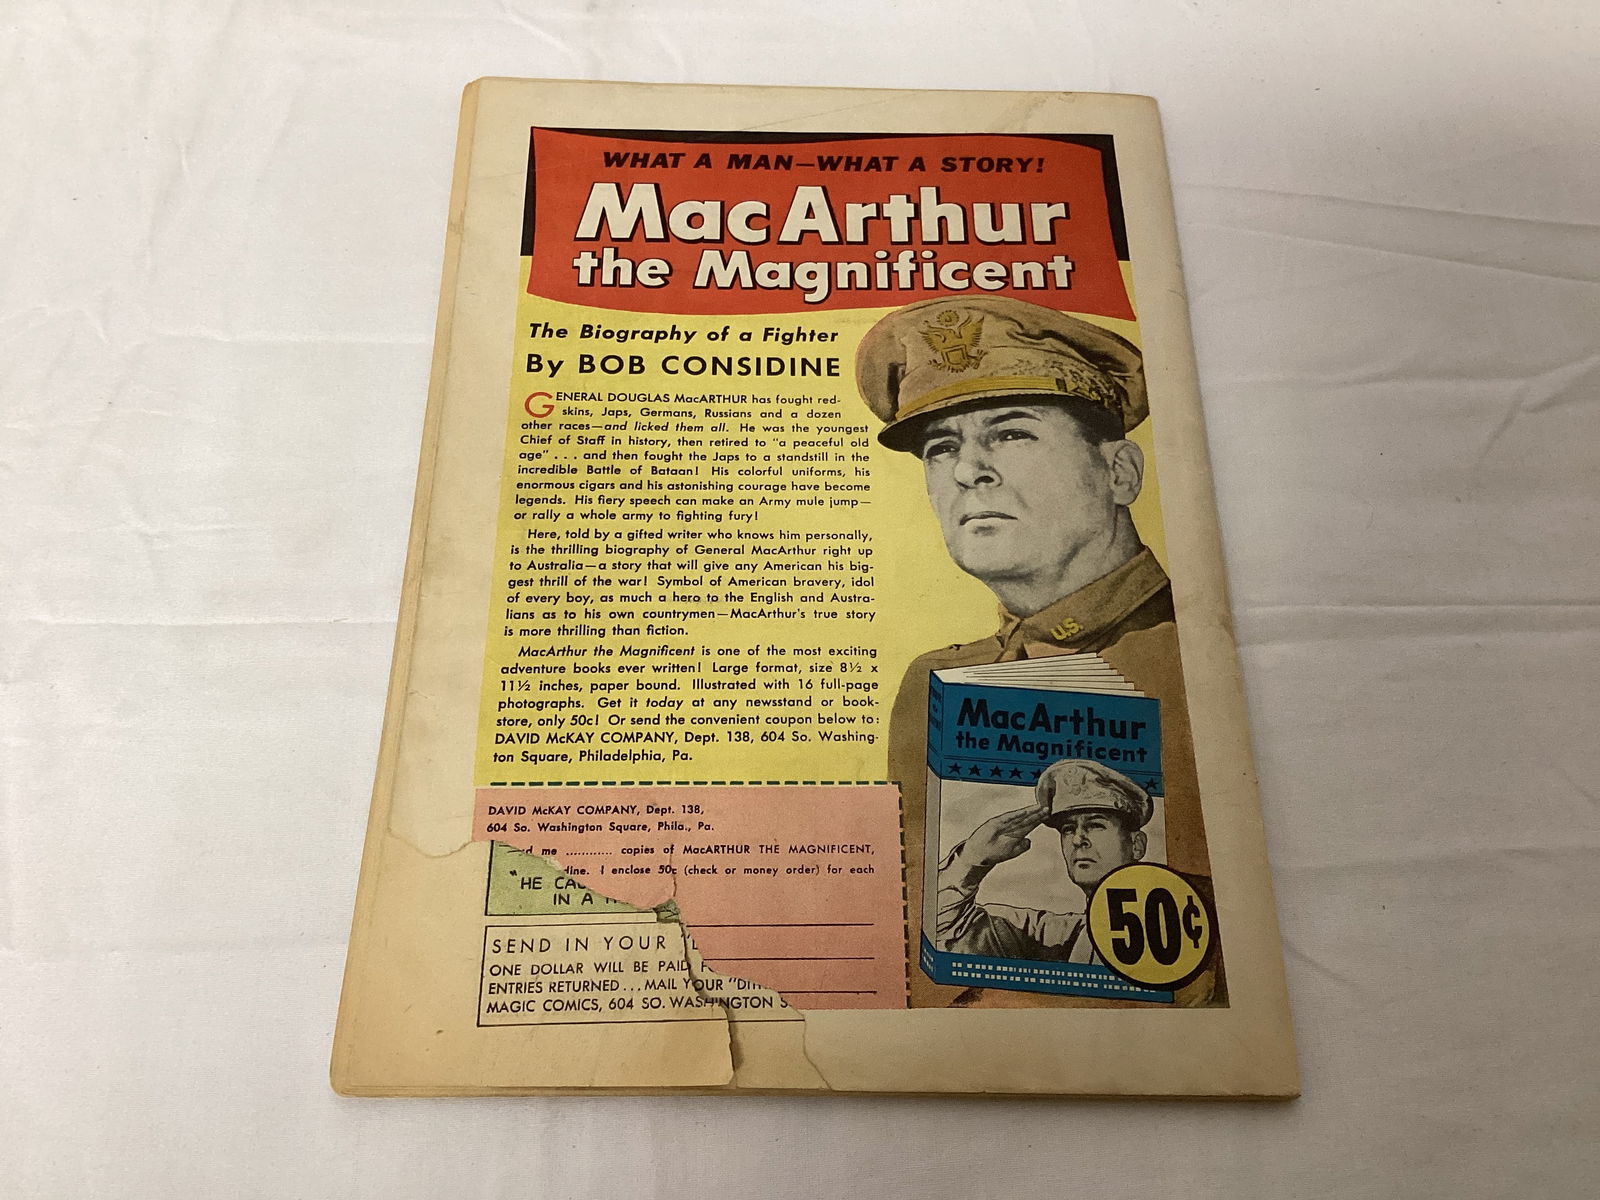 WHAT A MAN—WHAT A STORY!
MacArthur
the Magnificent
The Biography of a Fighter
By BOB CONSIDINE
GENERAL DOUGLAS MacARTHUR has fought red-
skins, Japs, Germans, Russians and a dozen
other races—and licked them all. He was the youngest
Chief of Staff in history, then retired to "a peaceful old
age" . . . and then fought the Japs to a standstill in the
incredible Battle of Bataan! His colorful uniforms, his
enormous cigars and his astonishing courage have become
legends. His fiery speech can make an Army mule jump—
or rally a whole army to fighting fury!
Here, told by a gifted writer who knows him personally,
is the thrilling biography of General MacArthur right up
to Australia—a story that will give any American his big-
gest thrill of the war! Symbol of American bravery, idol
of every boy, as much a hero to the English and Austra-
lians as to his own countrymen—MacArthur's true story
is more thrilling than fiction.
MacArthur the Magnificent is one of the most exciting
adventure books ever written! Large format, size 8½ x
11½ inches, paper bound. Illustrated with 16 full-page
photographs. Get it today at any newsstand or book-
store, only 50c! Or send the convenient coupon below to:
DAVID McKAY COMPANY, Dept. 138, 604 So. Washing-
ton Square, Philadelphia, Pa.
U.S.
MacArthur
the Magnificent
50¢
DAVID McKAY COMPANY, Dept. 138,
604 So. Washington Square, Phila., Pa.
me ............ copies of MacARTHUR THE MAGNIFICENT,
dine. I enclose 50c (check or money order) for each
"HE CAU
IN A
SEND IN YOUR "D
ONE DOLLAR WILL BE PAID F
ENTRIES RETURNED...MAIL YOUR "DIT
MAGIC COMICS, 604 SO. WASHINGTON S